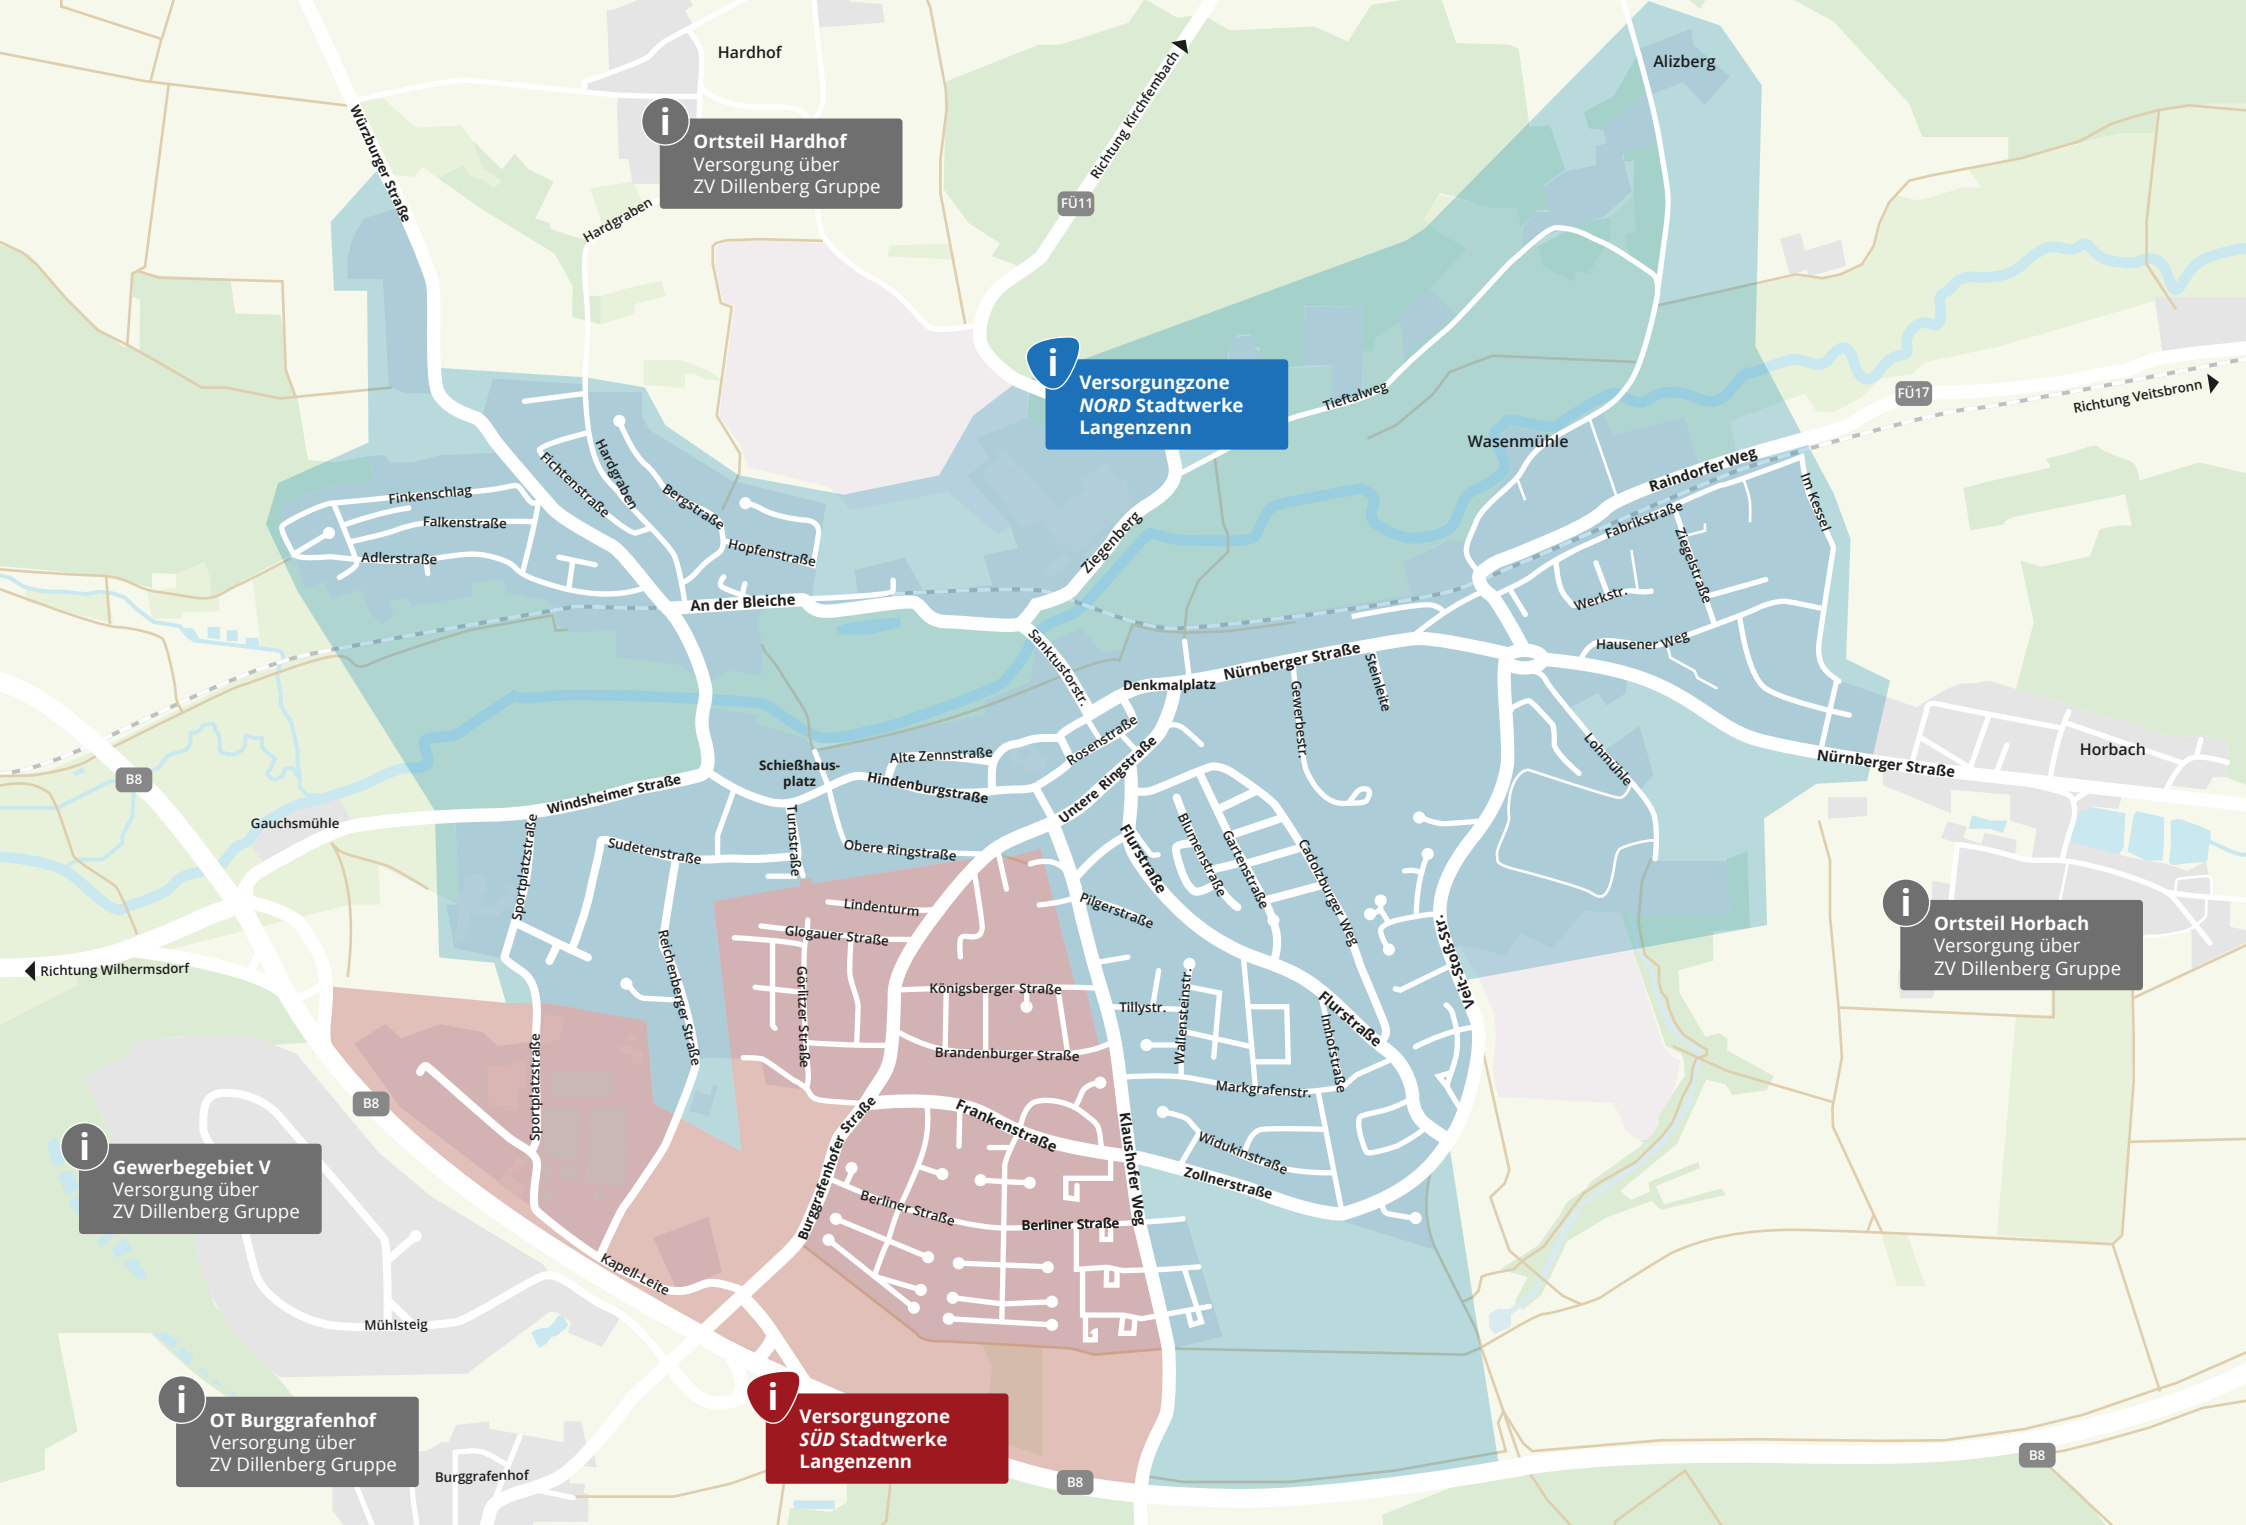 Hardhof
Alizberg
Würzburger Straße
Richtung Kirchfembach
i
Ortsteil Hardhof
Versorgung über
ZV Dillenberg Gruppe
FÜ11
Hardgraben
i
Versorgungzone
NORD Stadtwerke
Langenzenn
Tieftalweg
FÜ17
Richtung Veitsbronn
Wasenmühle
Raindorfer Weg
Im Kessel
Fabrikstraße
Ziegelstraße
Werkstr.
Hausener Weg
Finkenschlag
Falkenstraße
Adlerstraße
Fichtenstraße
Hardgraben
Bergstraße
Hopfenstraße
An der Bleiche
Ziegenberg
Sanktustorstr.
Denkmalplatz
Nürnberger Straße
Steinleite
Gewerbestr.
Rosenstraße
Untere Ringstraße
Alte Zennstraße
Schießhaus-
platz
Hindenburgstraße
Windsheimer Straße
B8
Gauchsmühle
Sportplatzstraße
Sudetenstraße
Turnstraße
Obere Ringstraße
Lohmühle
Nürnberger Straße
Horbach
Flurstraße
Blumenstraße
Gartenstraße
Cadolzburger Weg
Pilgerstraße
Lindenturm
Glogauer Straße
Görlitzer Straße
Reichenberger Straße
Königsberger Straße
Brandenburger Straße
Tillystr.
Wallensteinstr.
Flurstraße
Imhofstraße
Veit-Stoß-Str.
Markgrafenstr.
i
Ortsteil Horbach
Versorgung über
ZV Dillenberg Gruppe
Richtung Wilhermsdorf
Sportplatzstraße
B8
Frankenstraße
Burggrafenhofer Straße
Klaushofer Weg
Widukinstraße
Zollnerstraße
Berliner Straße
Berliner Straße
i
Gewerbegebiet V
Versorgung über
ZV Dillenberg Gruppe
Kapell-Leite
Mühlsteig
i
OT Burggrafenhof
Versorgung über
ZV Dillenberg Gruppe
Burggrafenhof
i
Versorgungzone
SÜD Stadtwerke
Langenzenn
B8
B8